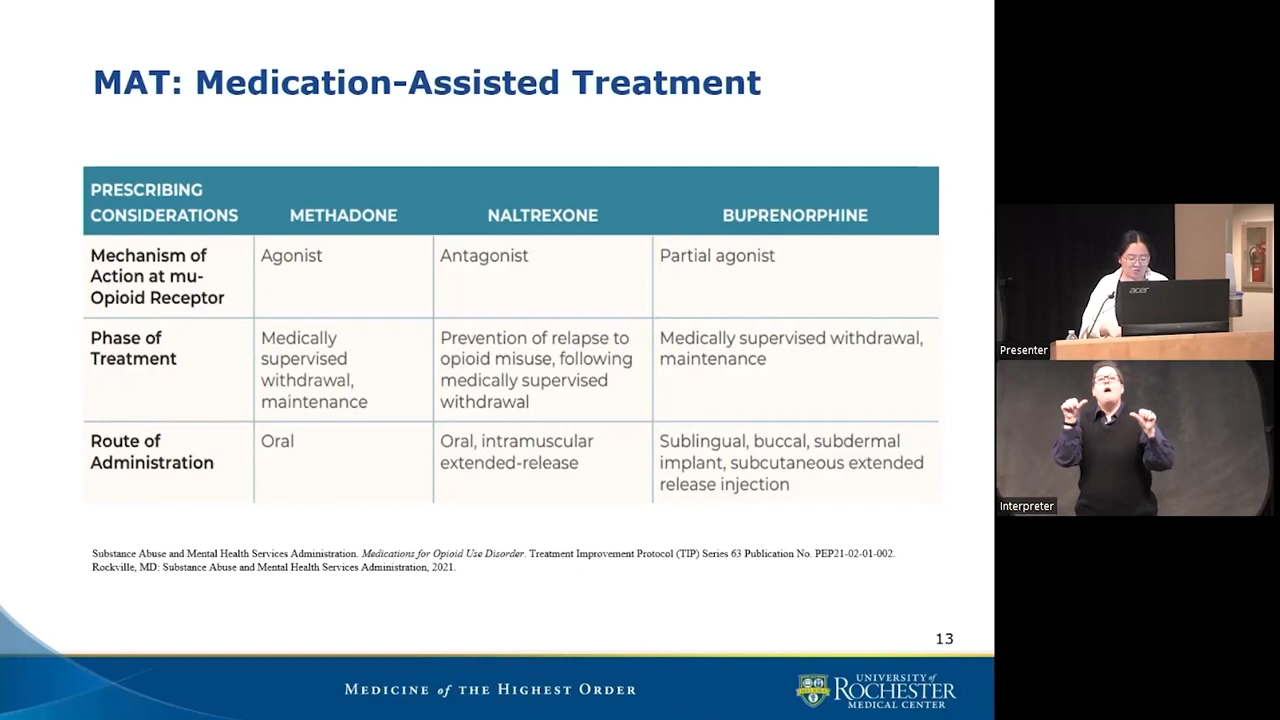 MAT: Medication-Assisted Treatment
PRESCRIBING
CONSIDERATIONS
METHADONE
NALTREXONE
BUPRENORPHINE
Mechanism of
Action at mu-
Opioid Receptor
Agonist
Antagonist
Partial agonist
Phase of
Treatment
Medically
supervised
withdrawal,
maintenance
Prevention of relapse to
opioid misuse, following
medically supervised
withdrawal
Medically supervised withdrawal,
maintenance
Route of
Administration
Oral
Oral, intramuscular
extended-release
Sublingual, buccal, subdermal
implant, subcutaneous extended
release injection
Substance Abuse and Mental Health Services Administration. Medications for Opioid Use Disorder. Treatment Improvement Protocol (TIP) Series 63 Publication No. PEP21-02-01-002.
Rockville, MD: Substance Abuse and Mental Health Services Administration, 2021.
13
MEDICINE of THE HIGHEST ORDER
UNIVERSITY of
ROCHESTER
MEDICAL CENTER
acer
Presenter
Interpreter